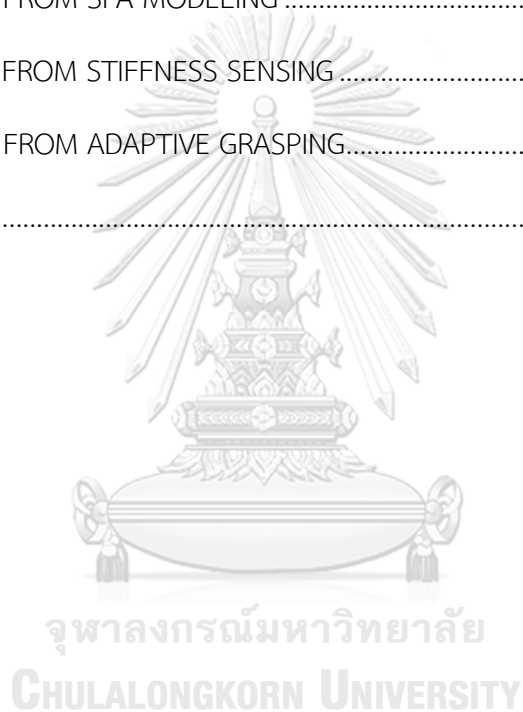 FROM SPA MODELING ........................................
FROM STIFFNESS SENSING ..............................
FROM ADAPTIVE GRASPING.............................
......................................................................................
จุฬาลงกรณ์มหาวิทยาลัย
CHULALONGKORN UNIVERSITY